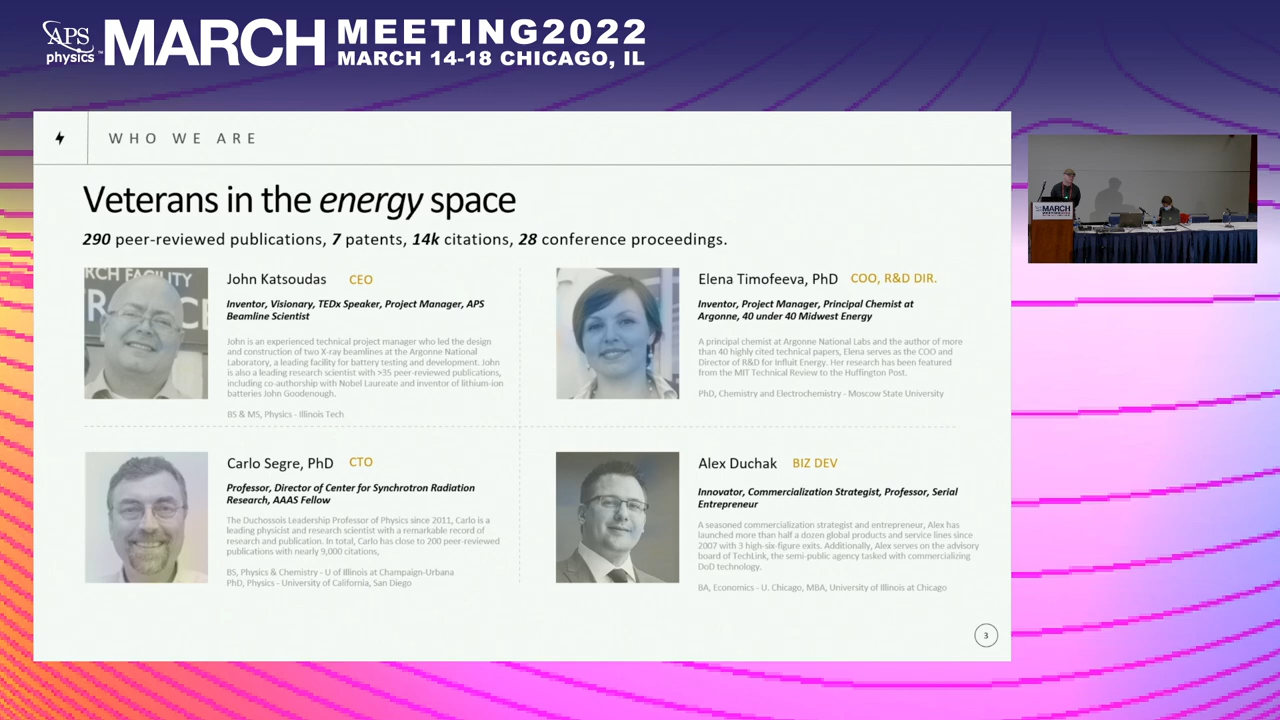 APS
physics
MARCH
MEETING2022
MARCH 14-18 CHICAGO, IL
WHO WE ARE
Veterans in the energy space
290 peer-reviewed publications, 7 patents, 14k citations, 28 conference proceedings.
RCH FACILITY
John Katsoudas CEO
Inventor, Visionary, TEDx Speaker, Project Manager, APS
Beamline Scientist
John is an experienced technical project manager who led the design
and construction of two X-ray beamlines at the Argonne National
Laboratory, a leading facility for battery testing and development. John
is also a leading research scientist with >35 peer-reviewed publications,
including co-authorship with Nobel Laureate and inventor of lithium-ion
batteries John Goodenough.
BS & MS, Physics - Illinois Tech
Elena Timofeeva, PhD COO, R&D DIR.
Inventor, Project Manager, Principal Chemist at
Argonne, 40 under 40 Midwest Energy
A principal chemist at Argonne National Labs and the author of more
than 40 highly cited technical papers, Elena serves as the COO and
Director of R&D for Influit Energy. Her research has been featured
from the MIT Technical Review to the Huffington Post.
PhD, Chemistry and Electrochemistry - Moscow State University
Carlo Segre, PhD CTO
Professor, Director of Center for Synchrotron Radiation
Research, AAAS Fellow
The Duchossois Leadership Professor of Physics since 2011, Carlo is a
leading physicist and research scientist with a remarkable record of
research and publication. In total, Carlo has close to 200 peer-reviewed
publications with nearly 9,000 citations,
BS, Physics & Chemistry - U of Illinois at Champaign-Urbana
PhD, Physics - University of California, San Diego
Alex Duchak BIZ DEV
Innovator, Commercialization Strategist, Professor, Serial
Entrepreneur
A seasoned commercialization strategist and entrepreneur, Alex has
launched more than half a dozen global products and service lines since
2007 with 3 high-six-figure exits. Additionally, Alex serves on the advisory
board of TechLink, the semi-public agency tasked with commercializing
DoD technology.
BA, Economics - U. Chicago, MBA, University of Illinois at Chicago
3
MARCH